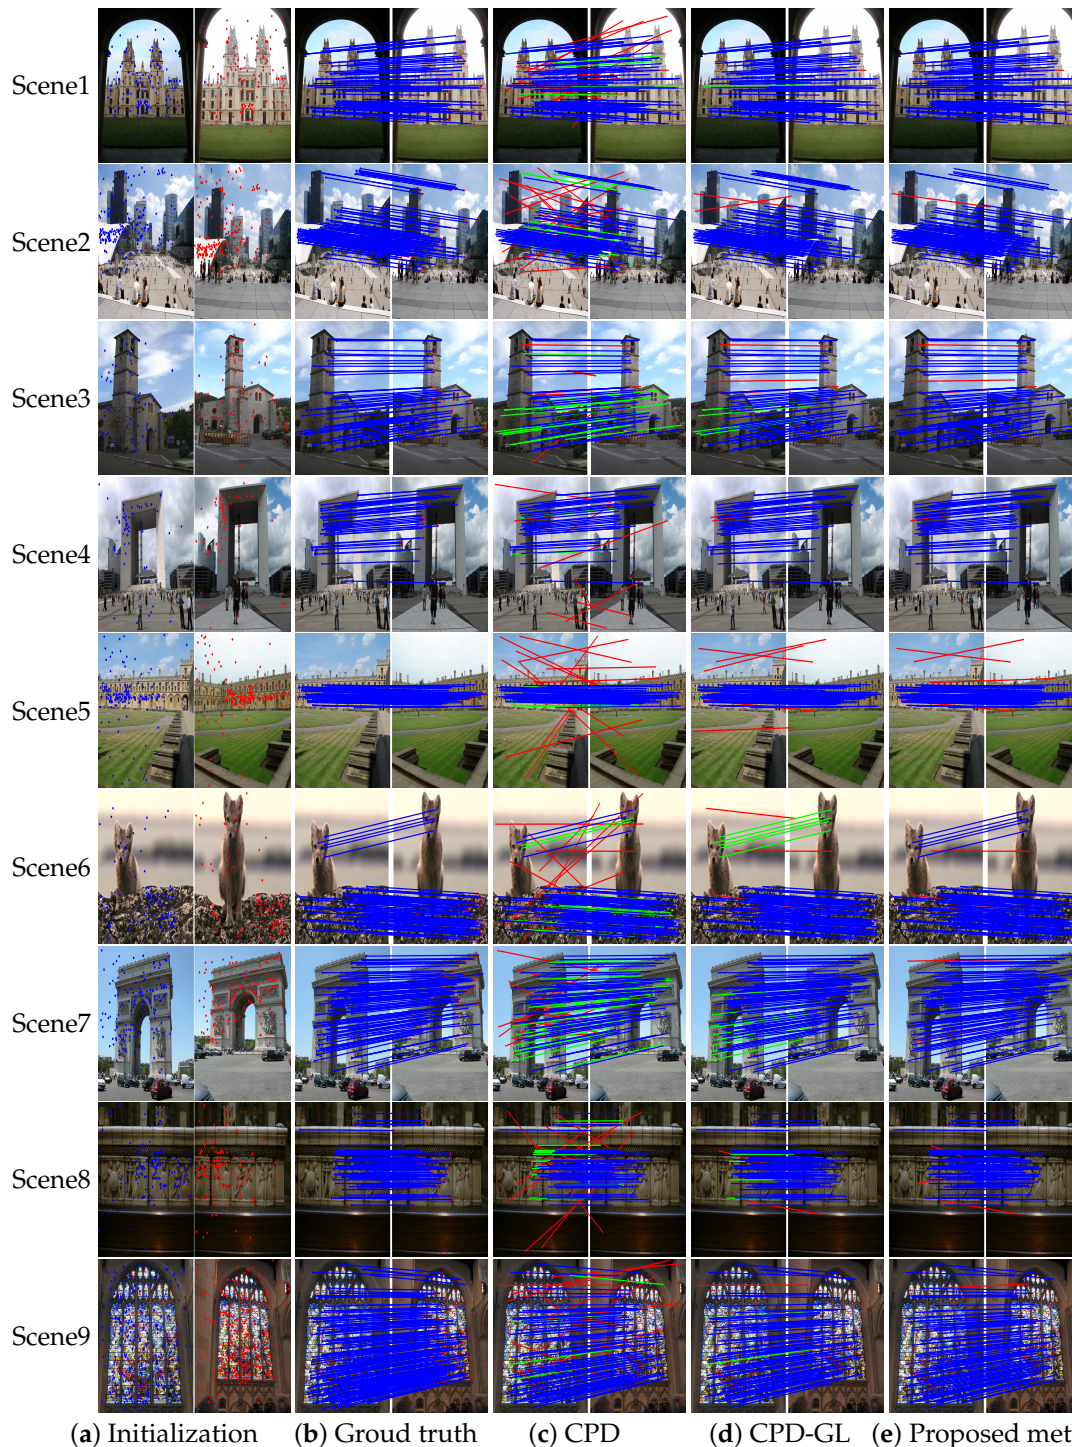 Scene1
Scene2
Scene3
Scene4
Scene5
Scene6
Scene7
Scene8
Scene9
(a) Initialization (b) Groud truth (c) CPD (d) CPD-GL (e) Proposed met